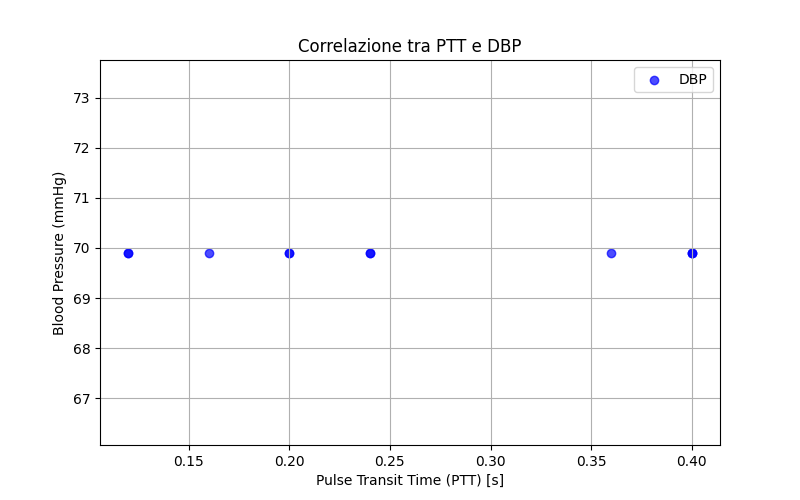 Correlazione tra PTT e DBP
DBP
73
72
71
70
69
68
67
Blood Pressure (mmHg)
0.15 0.20 0.25 0.30 0.35 0.40
Pulse Transit Time (PTT) [s]